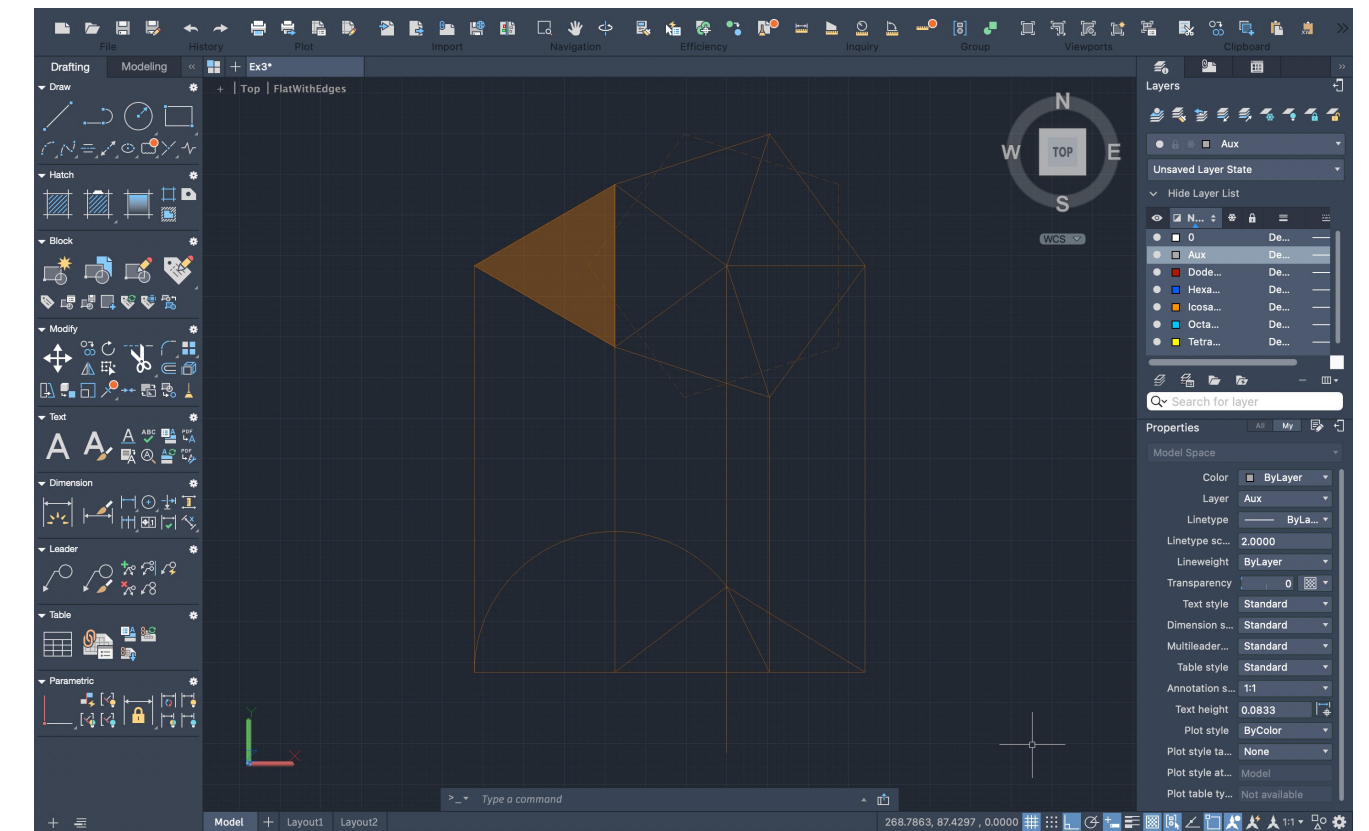 File History Plot Import Navigation Efficiency Inquiry Group Viewports Clipboard
Drafting Modeling « + Ex3* »
Draw
+ | Top | FlatWithEdges
N
W TOP E
S
WCS
Hatch
Block
Modify
Text
A A A ABC PDF
PDF
Dimension
Leader
Table
Parametric
Layers
Aux
Unsaved Layer State
Hide Layer List
N...
0 De...
Aux De...
Dode... De...
Hexa... De...
Icosa... De...
Octa... De...
Tetra... De...
Search for layer
Properties All My
Model Space
Color ByLayer
Layer Aux
Linetype ByLa...
Linetype sc... 2.0000
Lineweight ByLayer
Transparency 0
Text style Standard
Dimension s... Standard
Multileader... Standard
Table style Standard
Annotation s... 1:1
Text height 0.0833
Plot style ByColor
Plot style ta... None
Plot style at... Model
Plot table ty... Not available
Y
X
>_ Type a command
Model + Layout1 Layout2 268.7863, 87.4297 , 0.0000 1:1